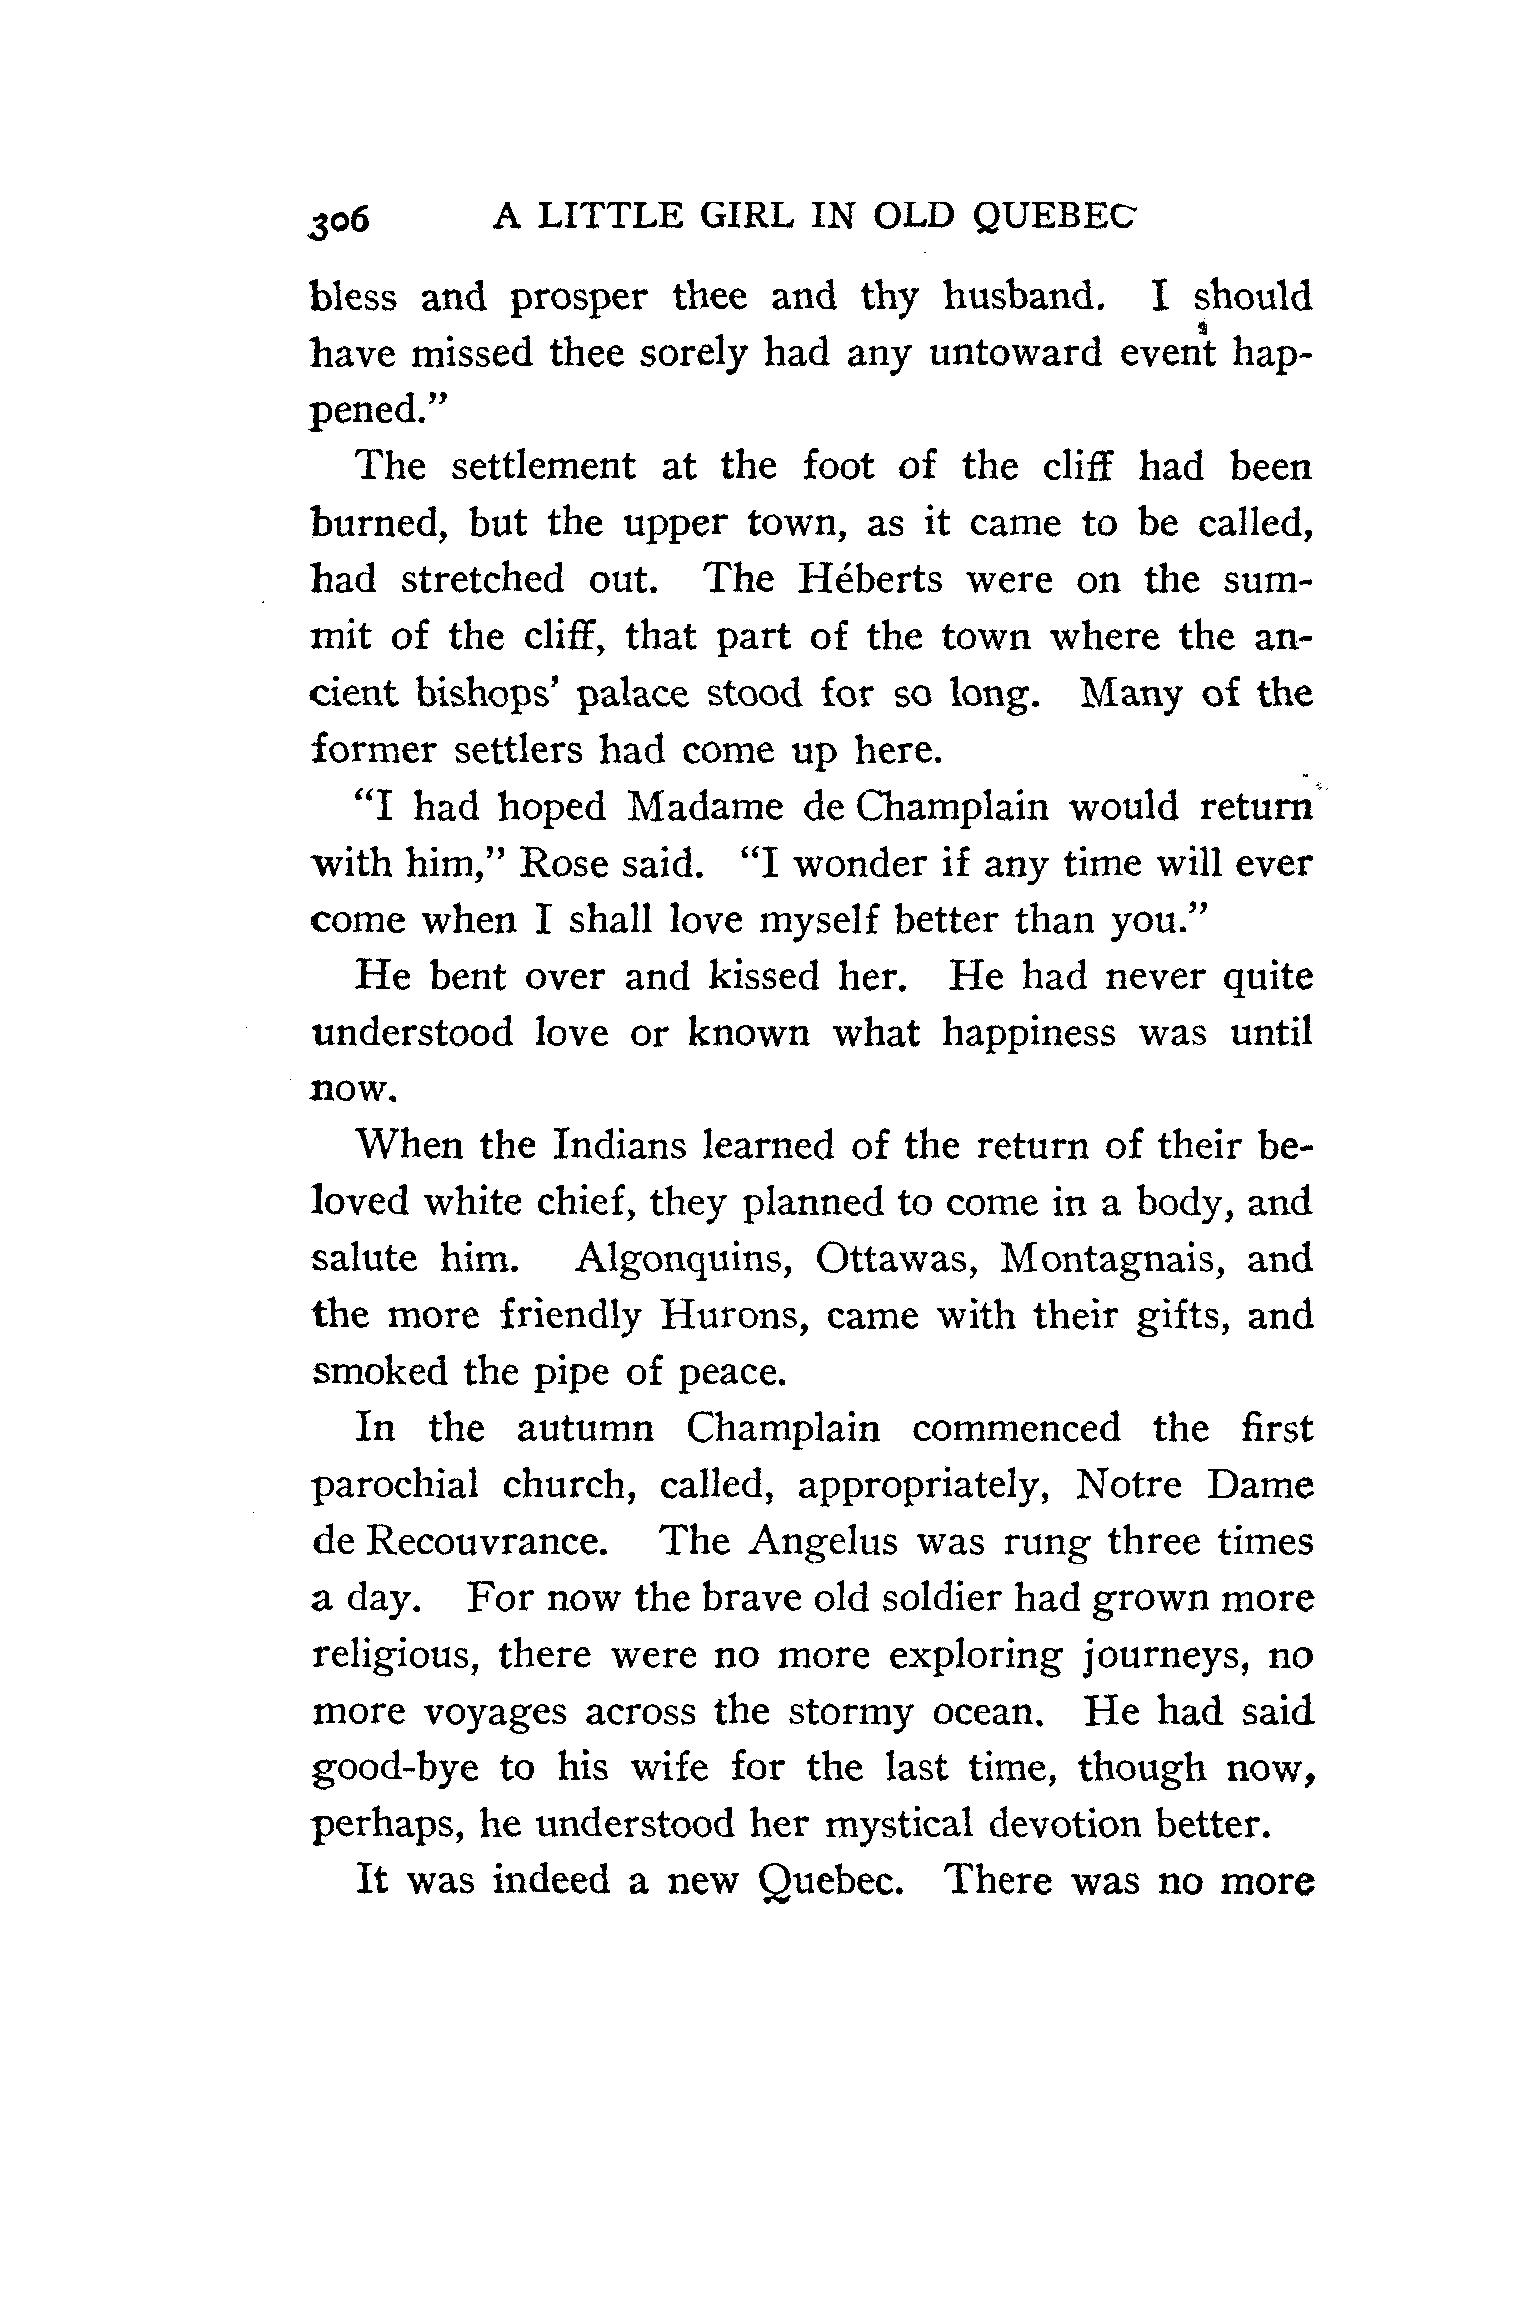 306 A LITTLE GIRL IN OLD QUEBEC
bless and prosper thee and thy husband. I should
have missed thee sorely had any untoward event hap-
pened.”
The settlement at the foot of the cliff had been
burned, but the upper town, as it came to be called,
had stretched out. The Héberts were on the sum-
mit of the cliff, that part of the town where the an-
cient bishops’ palace stood for so long. Many of the
former settlers had come up here.
“I had hoped Madame de Champlain would return
with him,” Rose said. “I wonder if any time will ever
come when I shall love myself better than you.”
He bent over and kissed her. He had never quite
understood love or known what happiness was until
now.
When the Indians learned of the return of their be-
loved white chief, they planned to come in a body, and
salute him. Algonquins, Ottawas, Montagnais, and
the more friendly Hurons, came with their gifts, and
smoked the pipe of peace.
In the autumn Champlain commenced the first
parochial church, called, appropriately, Notre Dame
de Recouvrance. The Angelus was rung three times
a day. For now the brave old soldier had grown more
religious, there were no more exploring journeys, no
more voyages across the stormy ocean. He had said
good-bye to his wife for the last time, though now,
perhaps, he understood her mystical devotion better.
It was indeed a new Quebec. There was no more